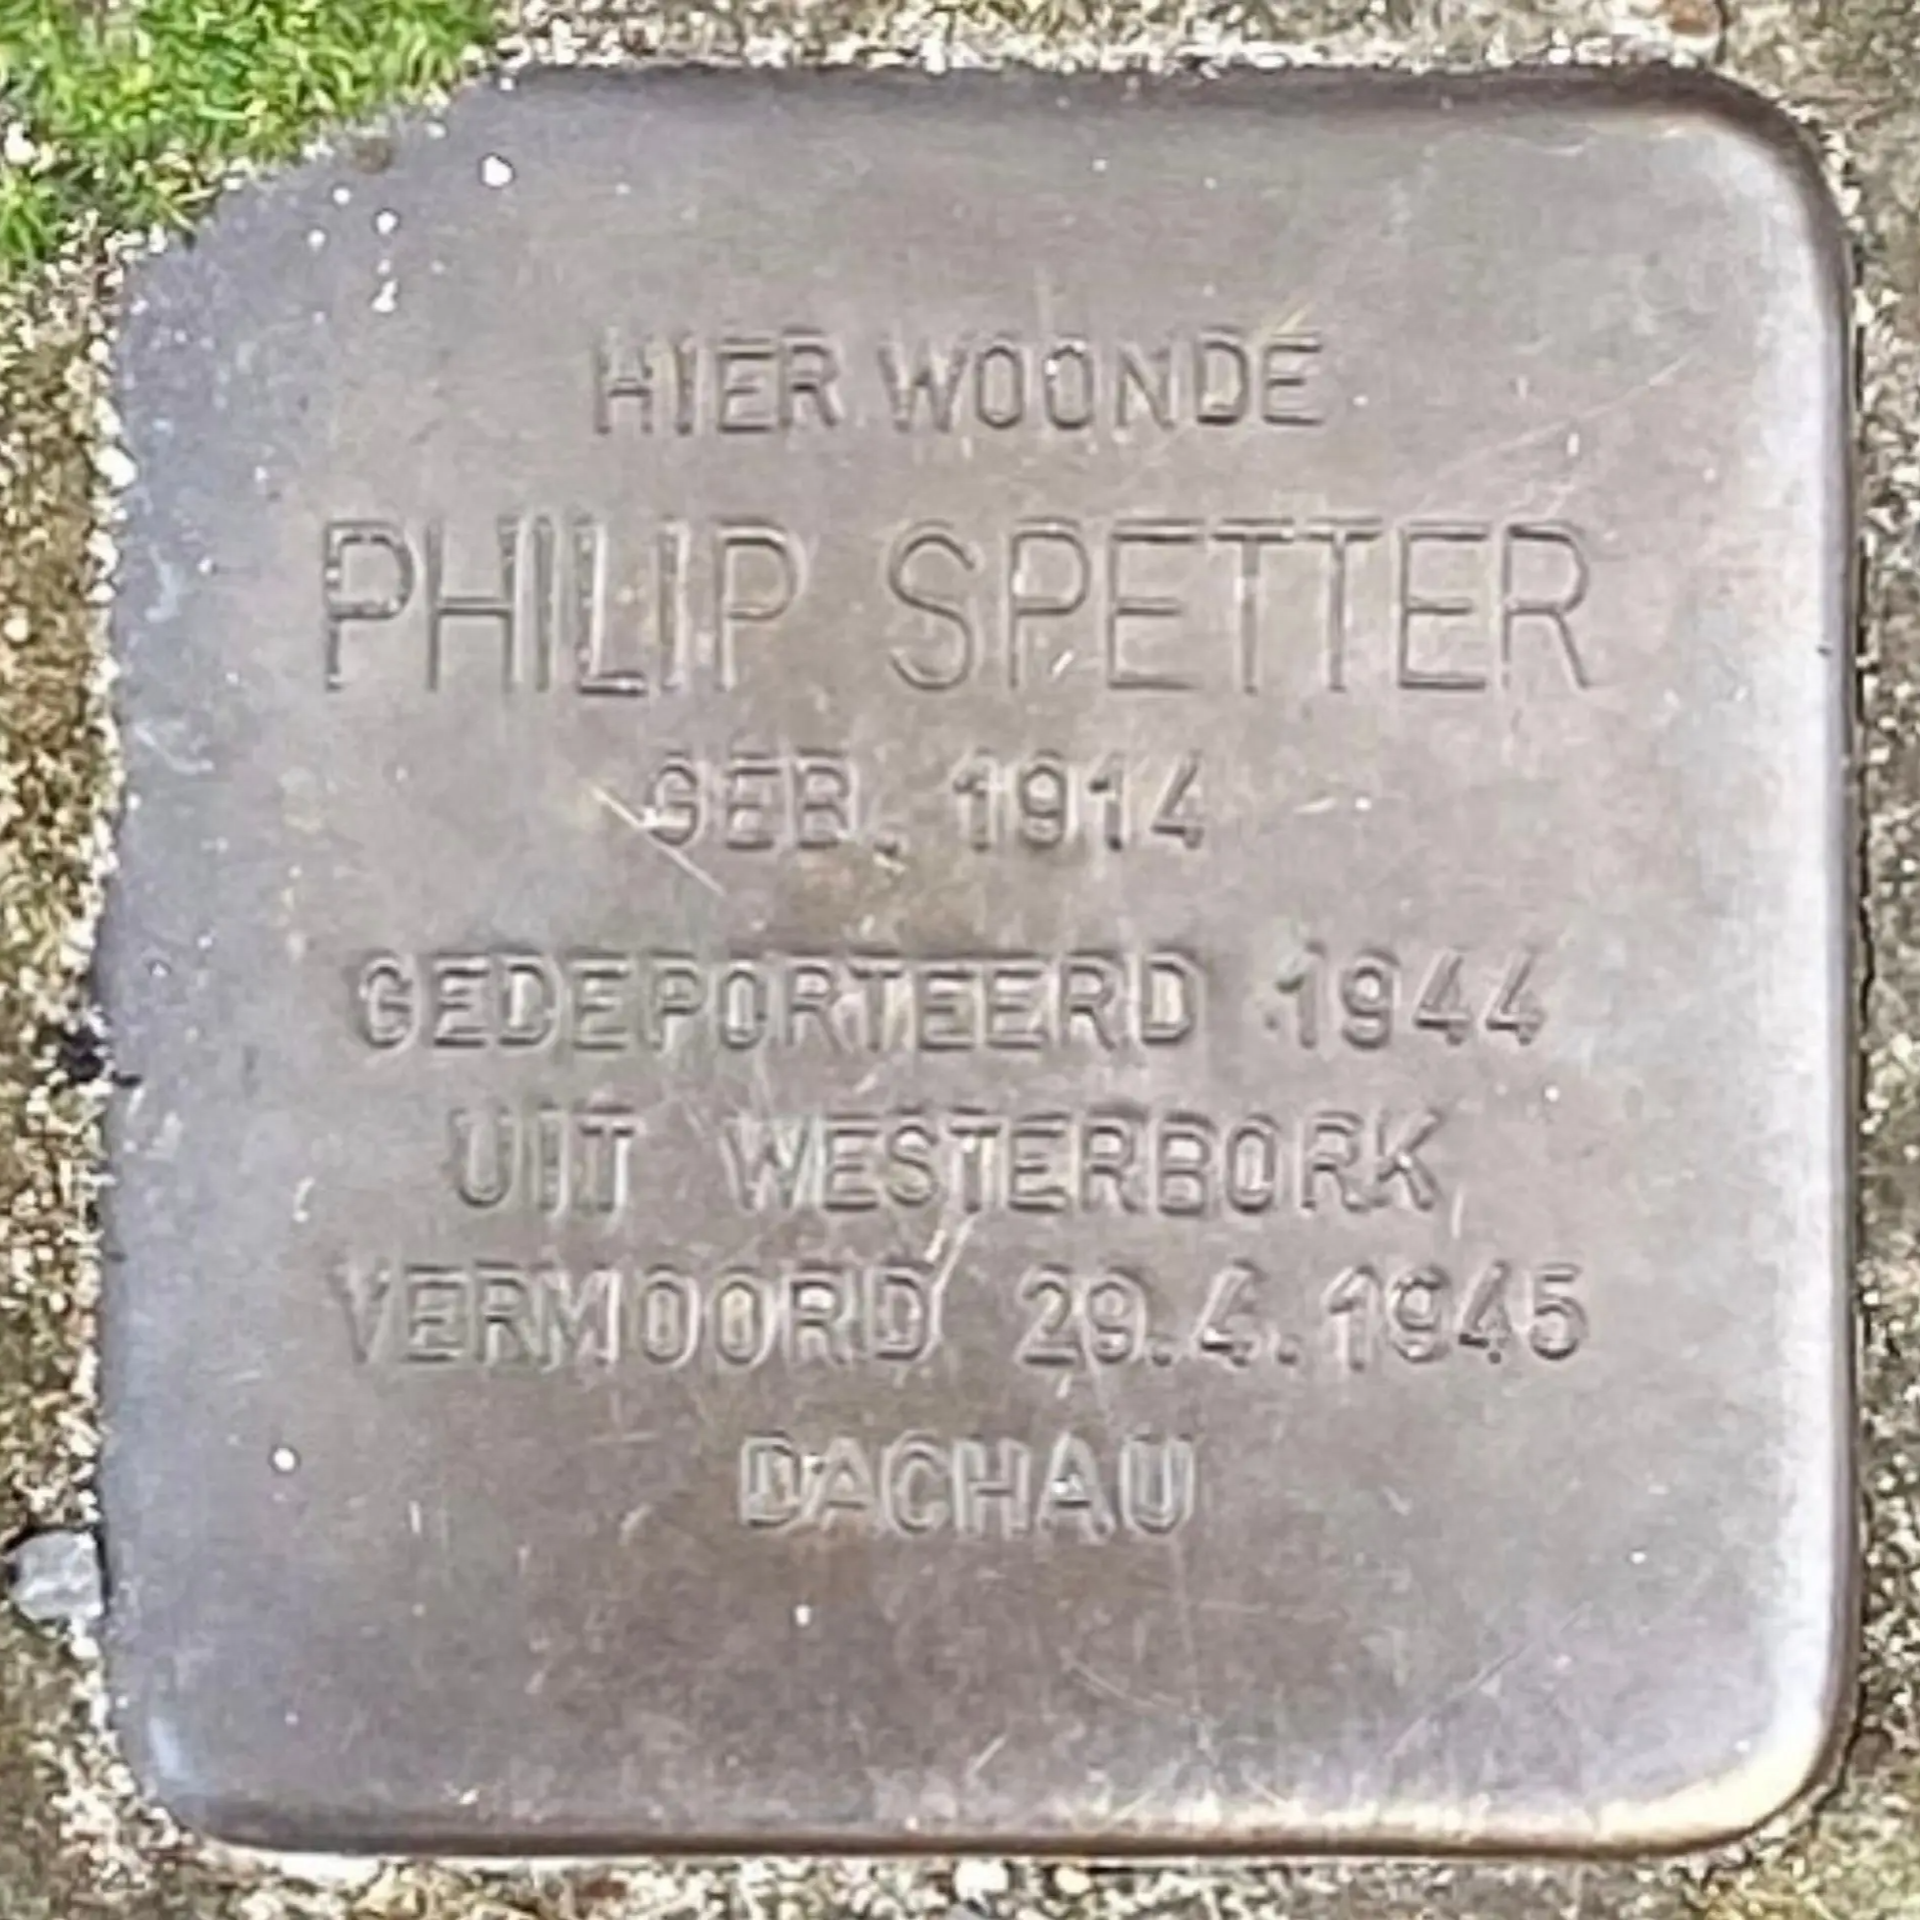 HIER WOONDE
PHILIP SPETTER
GEB. 1914
GEDEPORTEERD 1944
UIT WESTERBORK
VERMOORD 29.4.1945
DACHAU